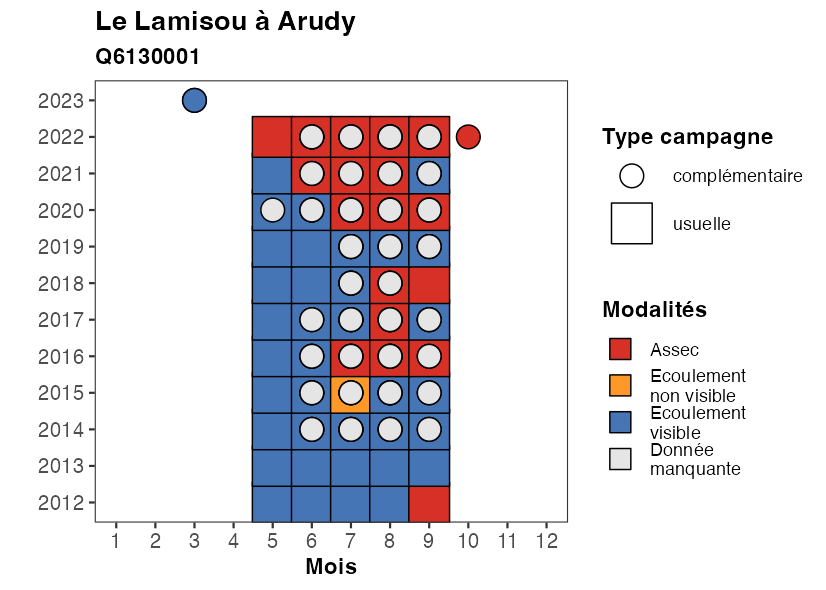 Le Lamisou à Arudy
Q6130001
2023
2022
2021
2020
2019
2018
2017
2016
2015
2014
2013
2012
1 2 3 4 5 6 7 8 9 10 11 12
Mois
Type campagne
complémentaire
usuelle
Modalités
Assec
Ecoulement
non visible
Ecoulement
visible
Donnée
manquante